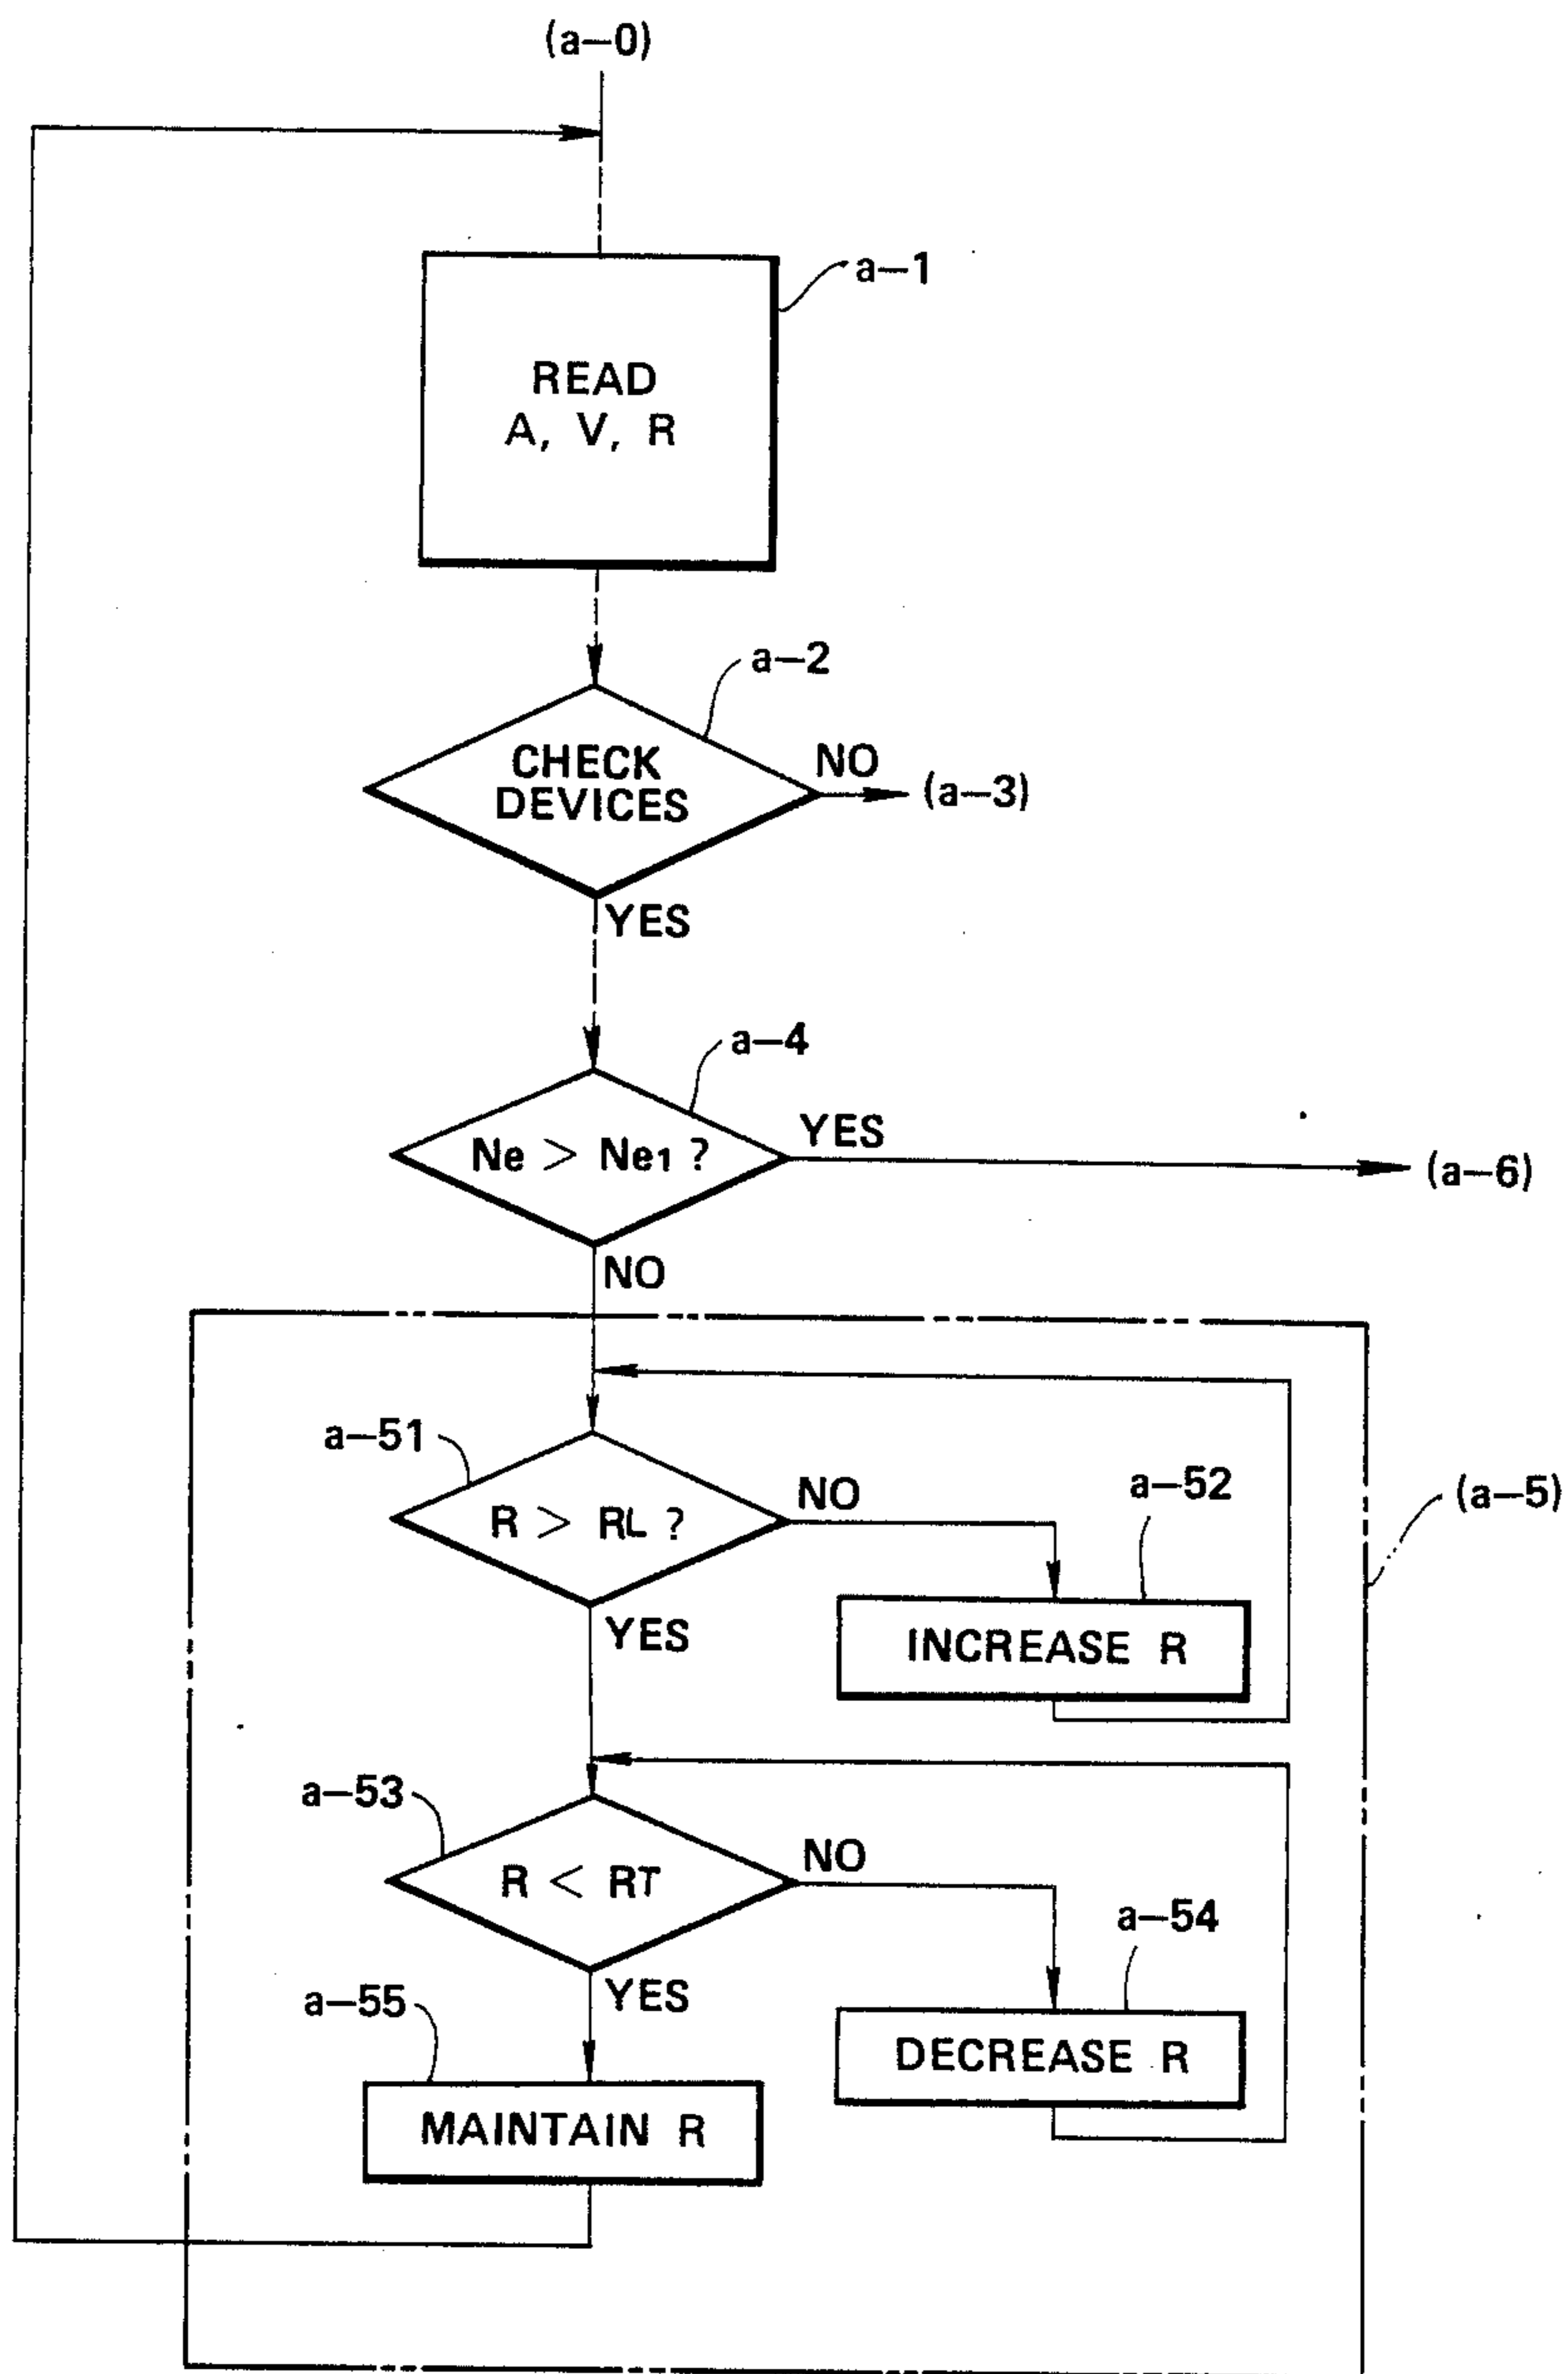 (a-0)
a-1
READ
A, V, R
a-2
CHECK
DEVICES
NO
(a-3)
YES
a-4
Ne > Ne1 ?
YES
(a-6)
NO
a-51
R > RL ?
NO
a-52
(a-5)
INCREASE R
YES
a-53
R < RT
NO
a-54
DECREASE R
YES
a-55
MAINTAIN R